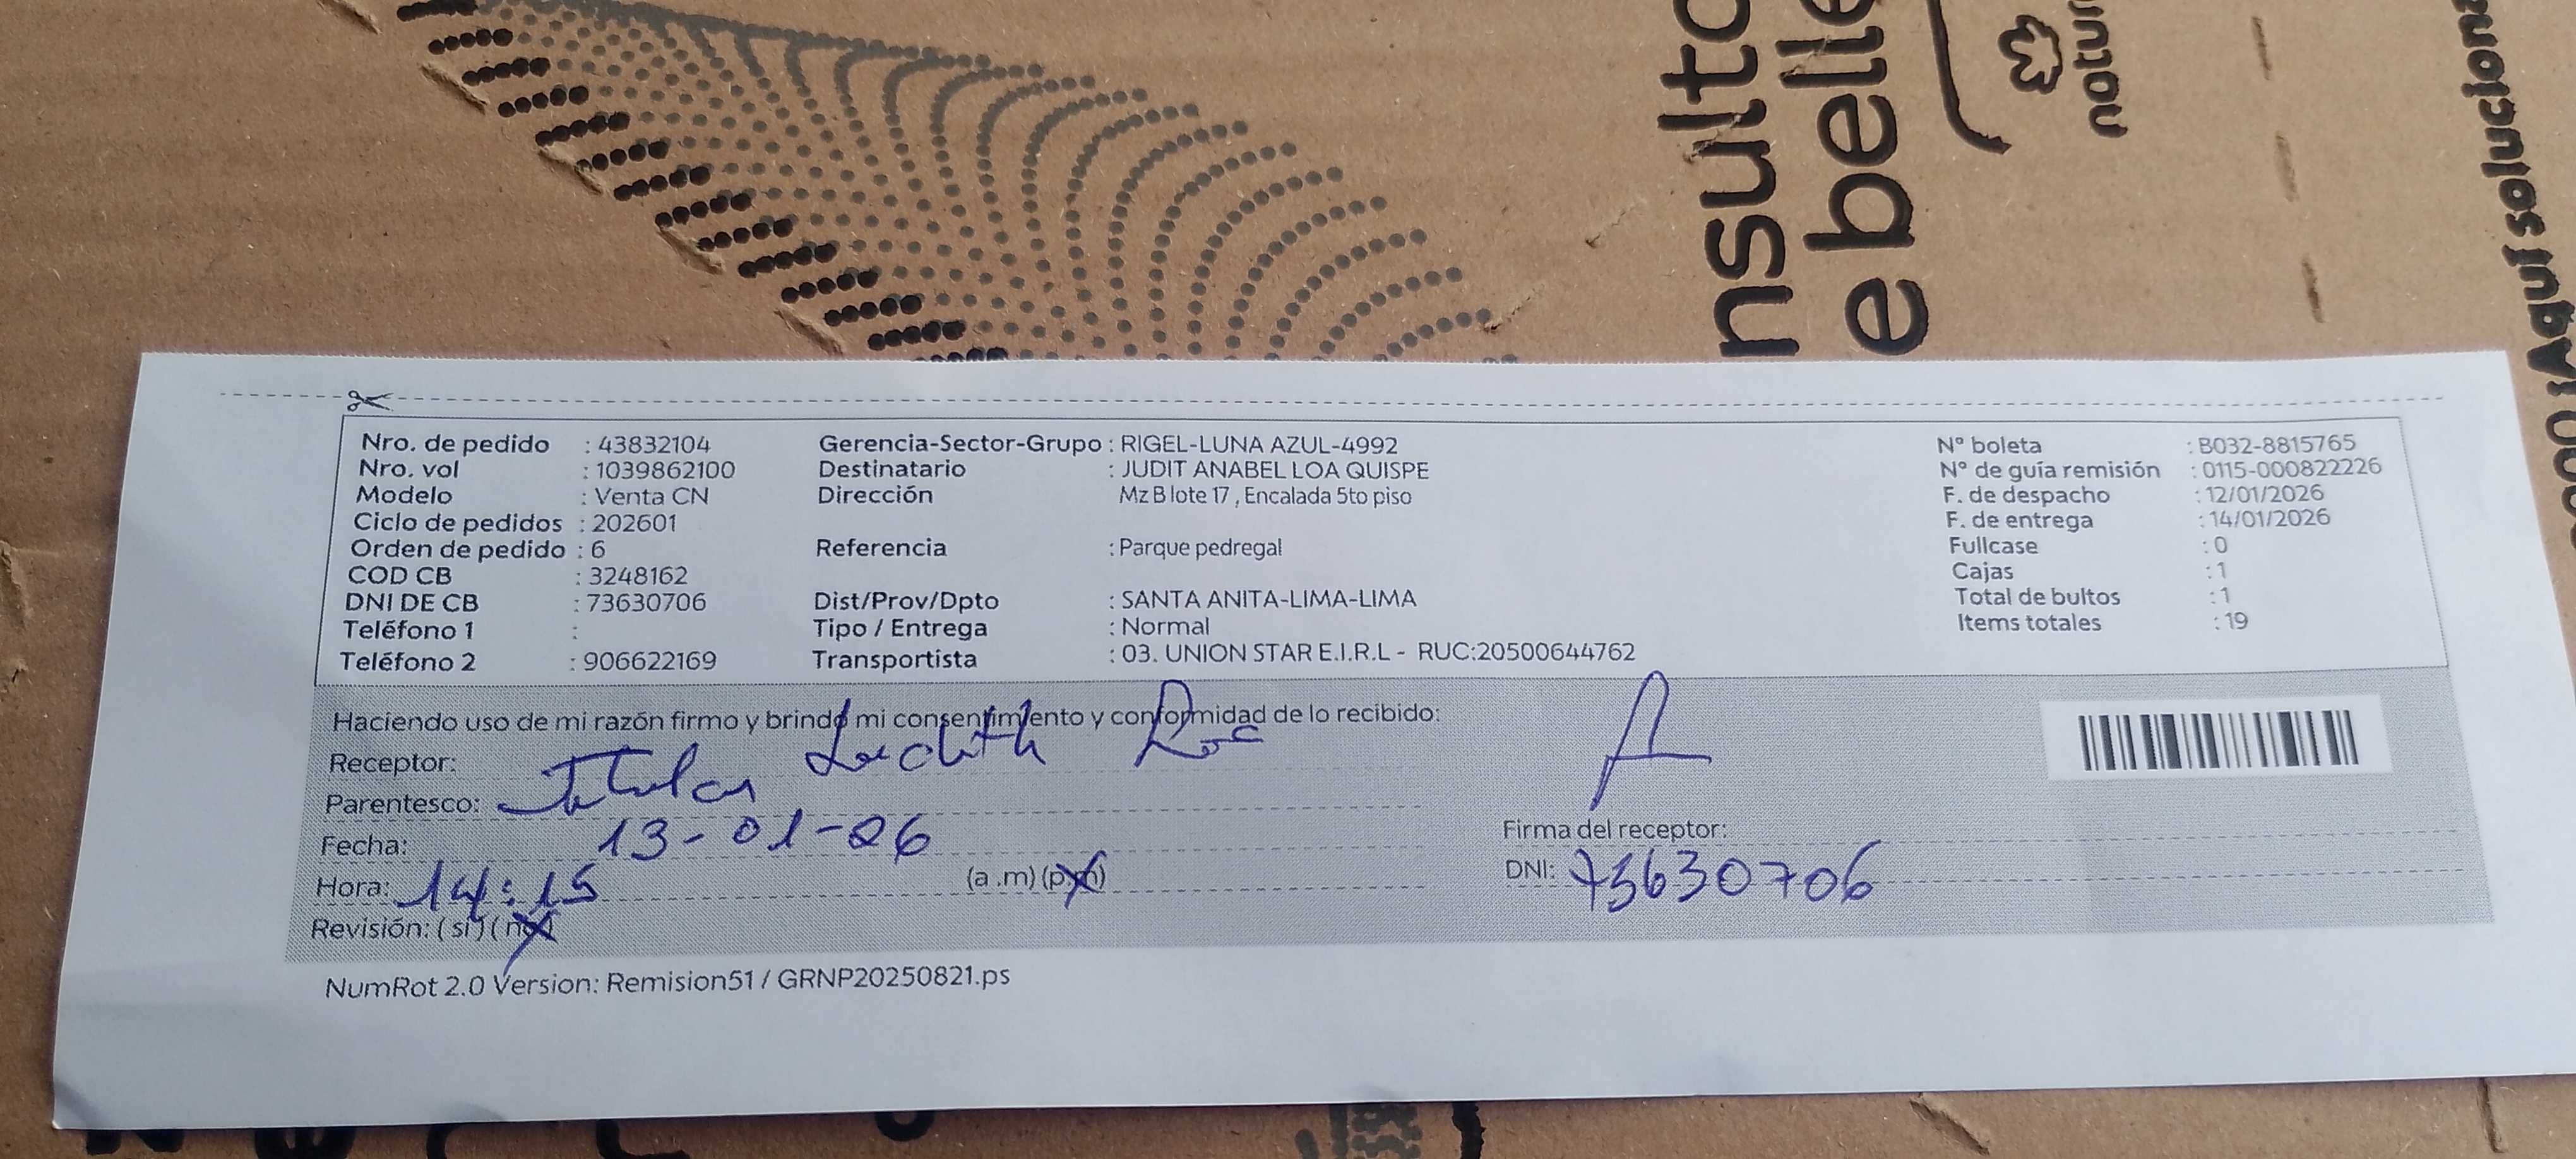 nsulto
e belle
natur
¡Aquí soluciona
Nro. de pedido : 43832104
Nro. vol : 1039862100
Modelo : Venta CN
Ciclo de pedidos : 202601
Orden de pedido : 6
COD CB : 3248162
DNI DE CB : 73630706
Teléfono 1 :
Teléfono 2 : 906622169
Gerencia-Sector-Grupo : RIGEL-LUNA AZUL-4992
Destinatario : JUDIT ANABEL LOA QUISPE
Dirección Mz B lote 17 , Encalada 5to piso
Referencia : Parque pedregal
Dist/Prov/Dpto : SANTA ANITA-LIMA-LIMA
Tipo / Entrega : Normal
Transportista : 03. UNION STAR E.I.R.L - RUC:20500644762
N° boleta : B032-8815765
N° de guía remisión : 0115-000822226
F. de despacho : 12/01/2026
F. de entrega : 14/01/2026
Fullcase : 0
Cajas : 1
Total de bultos : 1
Items totales : 19
Haciendo uso de mi razón firmo y brindo mi consentimiento y conformidad de lo recibido:
Receptor:
Parentesco: Titular
Fecha: 13-01-26
Hora: 14:15 (a .m) (p.m)
Revisión: ( si ) ( no )
Firma del receptor:
DNI: 73630706
NumRot 2.0 Version: Remision51 / GRNP20250821.ps